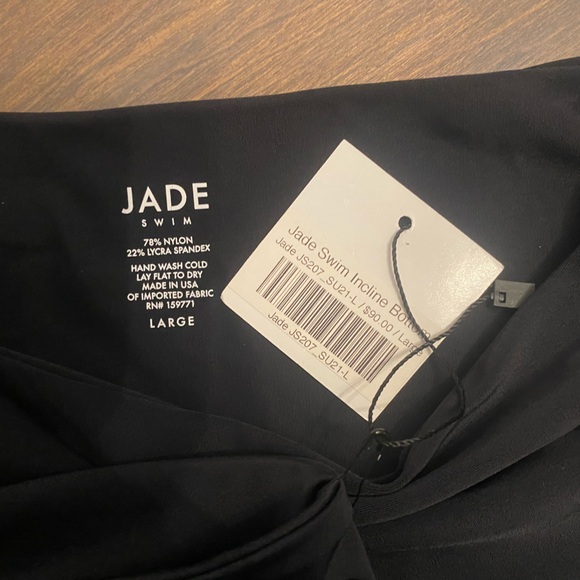 JADE
SWIM
78% NYLON
22% LYCRA SPANDEX
HAND WASH COLD
LAY FLAT TO DRY
MADE IN USA
OF IMPORTED FABRIC
RN# 159771
LARGE
Jade Swim Incline Bottom
Jade JS207_SU21-L / $90.00 / Large
Jade JS207_SU21-L